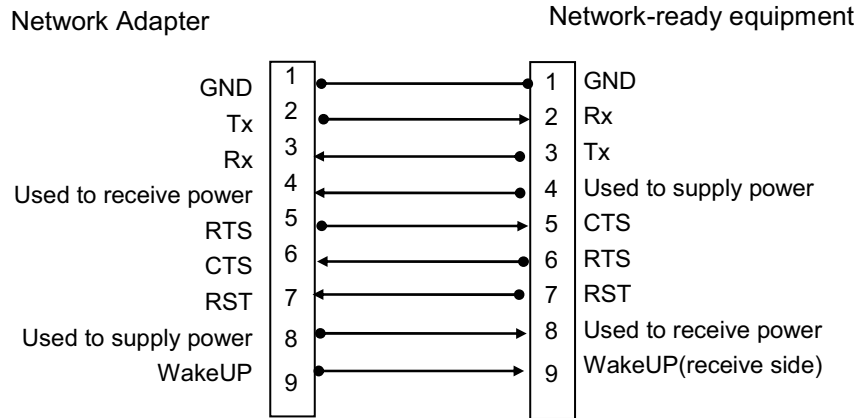 Network Adapter
Network-ready equipment
GND 1 1 GND
Tx 2 2 Rx
Rx 3 3 Tx
Used to receive power 4 4 Used to supply power
RTS 5 5 CTS
CTS 6 6 RTS
RST 7 7 RST
Used to supply power 8 8 Used to receive power
WakeUP 9 9 WakeUP(receive side)